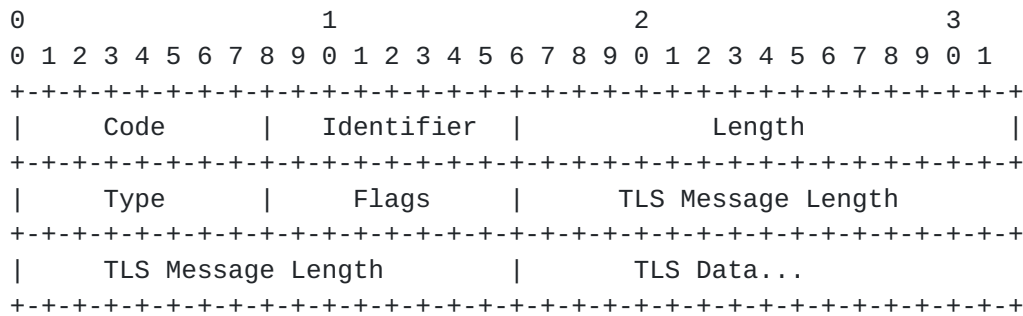 0                   1                   2                   3
0 1 2 3 4 5 6 7 8 9 0 1 2 3 4 5 6 7 8 9 0 1 2 3 4 5 6 7 8 9 0 1
+-+-+-+-+-+-+-+-+-+-+-+-+-+-+-+-+-+-+-+-+-+-+-+-+-+-+-+-+-+-+-+-+
|     Code      |   Identifier  |            Length             |
+-+-+-+-+-+-+-+-+-+-+-+-+-+-+-+-+-+-+-+-+-+-+-+-+-+-+-+-+-+-+-+-+
|     Type      |     Flags     |      TLS Message Length
+-+-+-+-+-+-+-+-+-+-+-+-+-+-+-+-+-+-+-+-+-+-+-+-+-+-+-+-+-+-+-+-+
|     TLS Message Length        |       TLS Data...
+-+-+-+-+-+-+-+-+-+-+-+-+-+-+-+-+-+-+-+-+-+-+-+-+-+-+-+-+-+-+-+-+